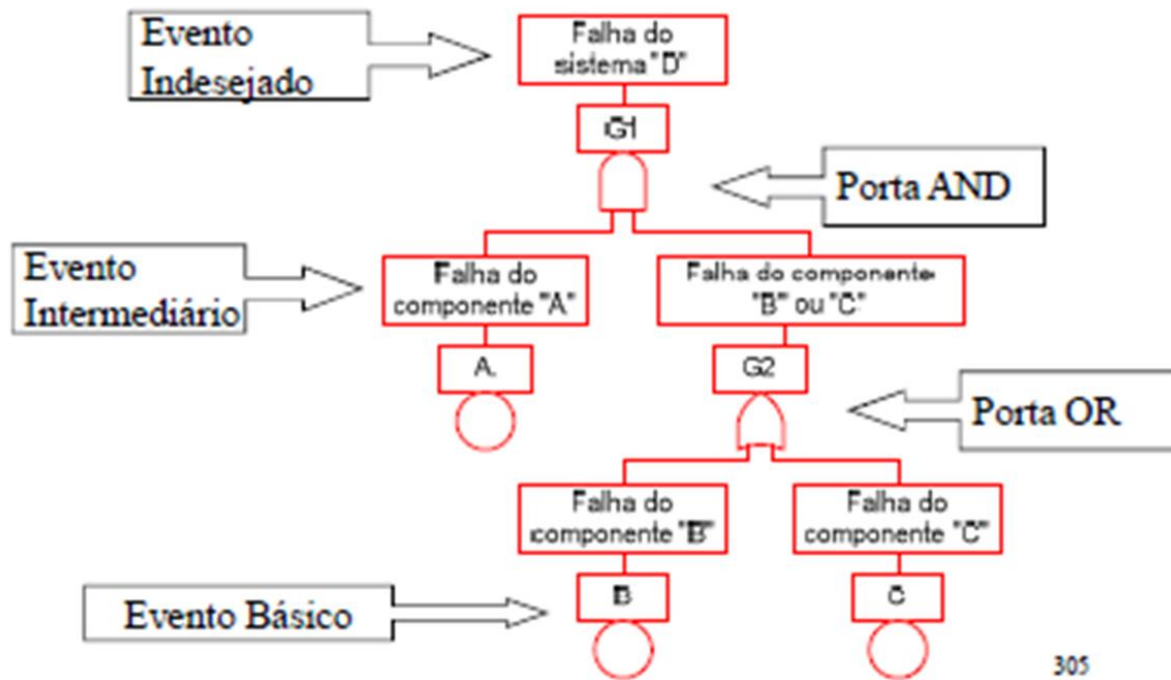 Evento
Indesejado
Falha do
sistema "D"
G1
Porta AND
Evento
Intermediário
Falha do
componente "A"
Falha do componente
"B" ou "C"
A
G2
Porta OR
Falha do
componente "B"
Falha do
componente "C"
Evento Básico
B
C
305